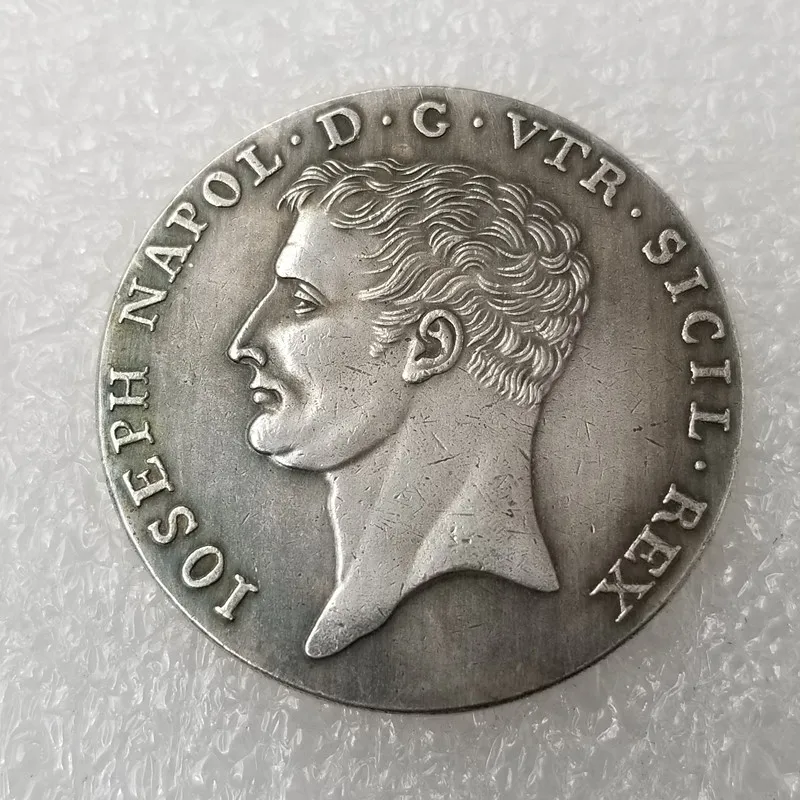 IOSEPH NAPOL · D · G · VTR · SICIL · REX